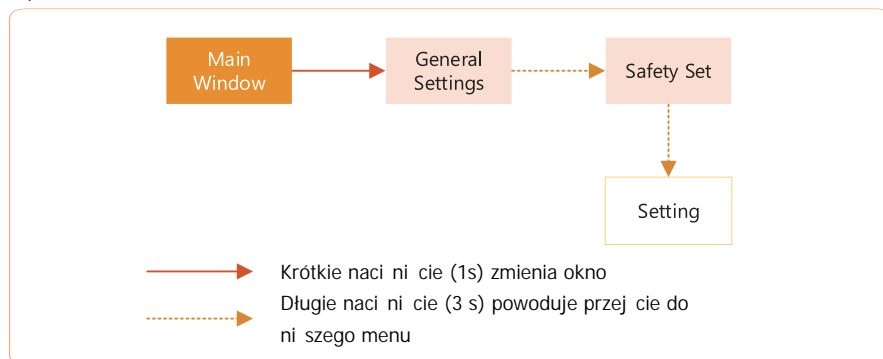 Main
Window
General
Settings
Safety Set
Setting
Krótkie naci ni cie (1s) zmienia okno
Długie naci ni cie (3 s) powoduje przej cie do
ni szego menu